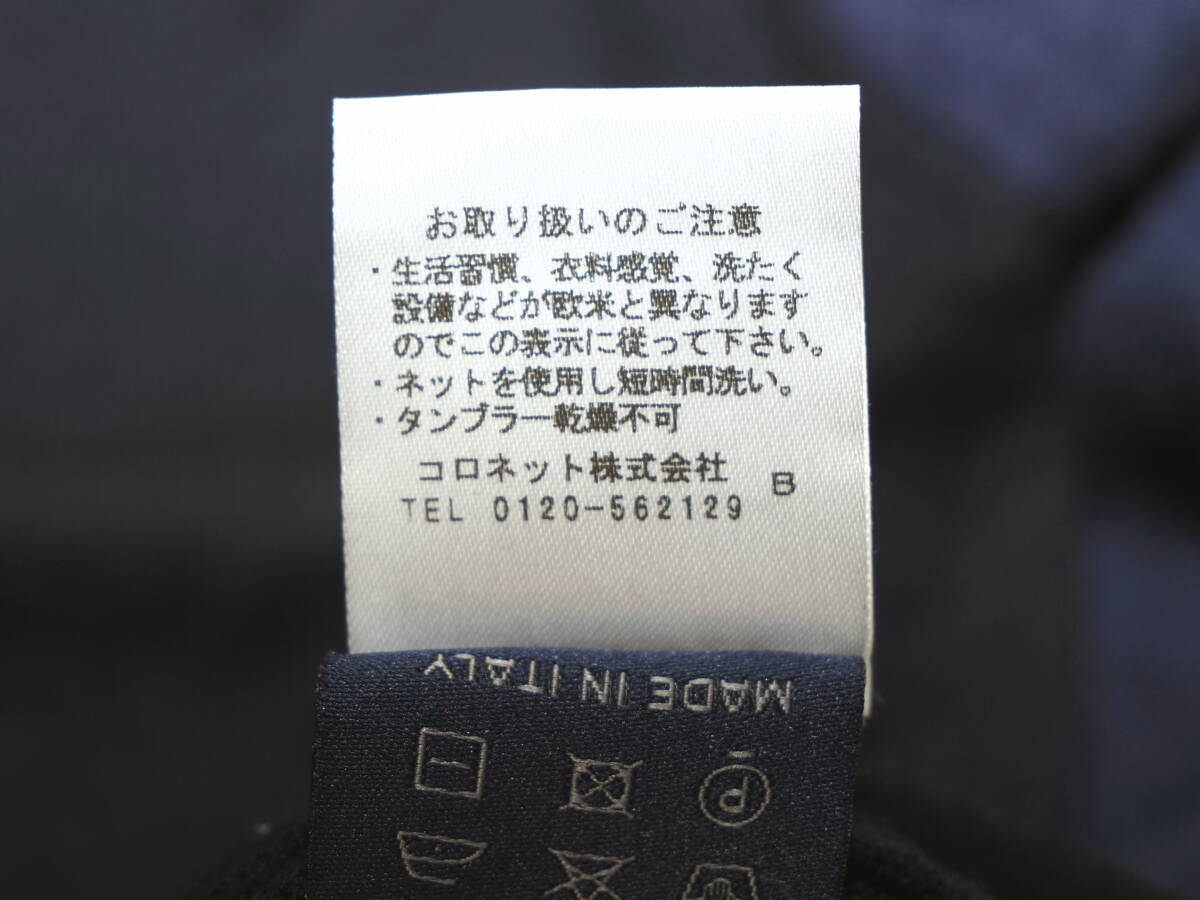 お取り扱いのご注意
・生活習慣、衣料感覚、洗たく
設備などが欧米と異なります
のでこの表示に従って下さい。
・ネットを使用し短時間洗い。
・タンブラー乾燥不可
コロネット株式会社
B
TEL 0120-562129
MADE IN ITALY
P